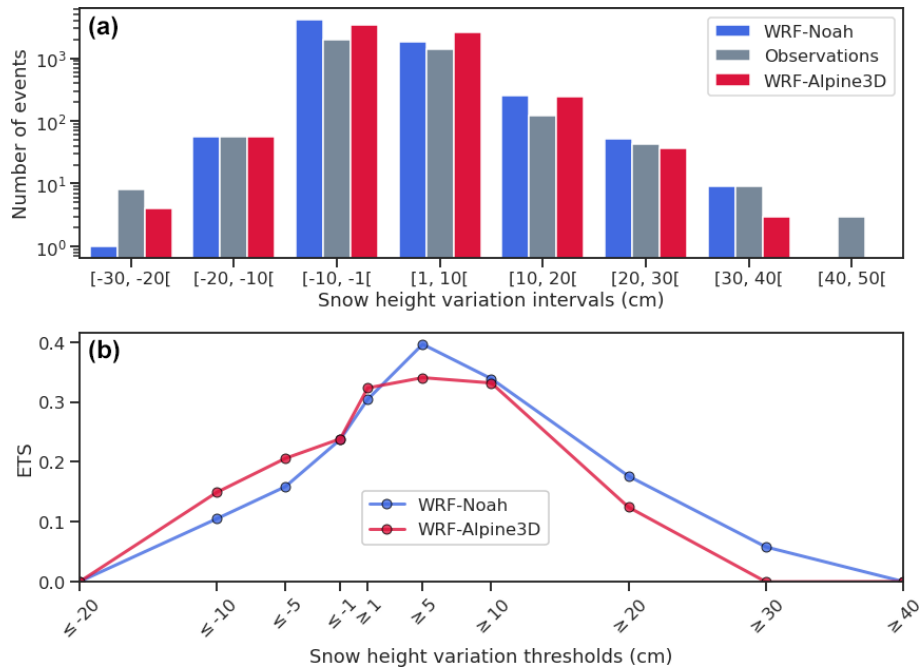 (a)
WRF-Noah
Observations
WRF-Alpine3D
Number of events
10³
10²
10¹
10⁰
[-30, -20[ [-20, -10[ [-10, -1[ [1, 10[ [10, 20[ [20, 30[ [30, 40[ [40, 50[
Snow height variation intervals (cm)
(b)
0.4
0.3
0.2
0.1
0.0
ETS
WRF-Noah
WRF-Alpine3D
≤ -20 ≤ -10 ≤ -5 ≤ -1 ≥ 1 ≥ 5 ≥ 10 ≥ 20 ≥ 30 ≥ 40
Snow height variation thresholds (cm)